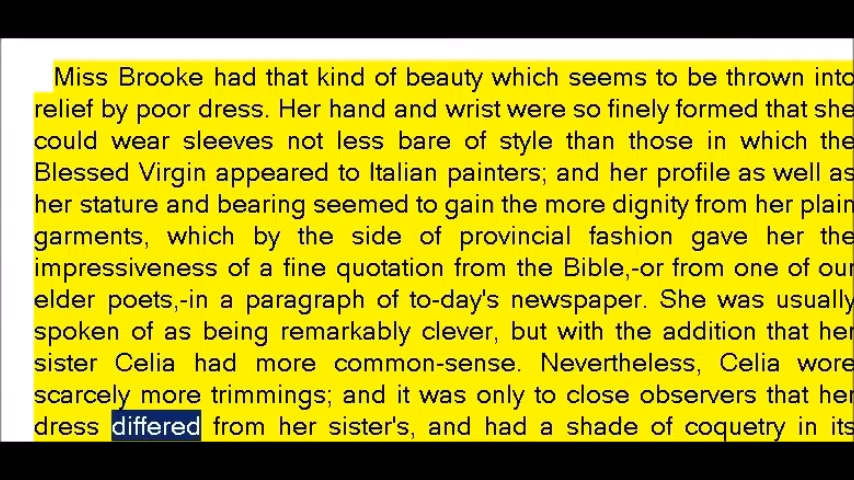 Miss Brooke had that kind of beauty which seems to be thrown into
relief by poor dress. Her hand and wrist were so finely formed that she
could wear sleeves not less bare of style than those in which the
Blessed Virgin appeared to Italian painters; and her profile as well as
her stature and bearing seemed to gain the more dignity from her plain
garments, which by the side of provincial fashion gave her the
impressiveness of a fine quotation from the Bible,-or from one of our
elder poets,-in a paragraph of to-day's newspaper. She was usually
spoken of as being remarkably clever, but with the addition that her
sister Celia had more common-sense. Nevertheless, Celia wore
scarcely more trimmings; and it was only to close observers that her
dress differed from her sister's, and had a shade of coquetry in its